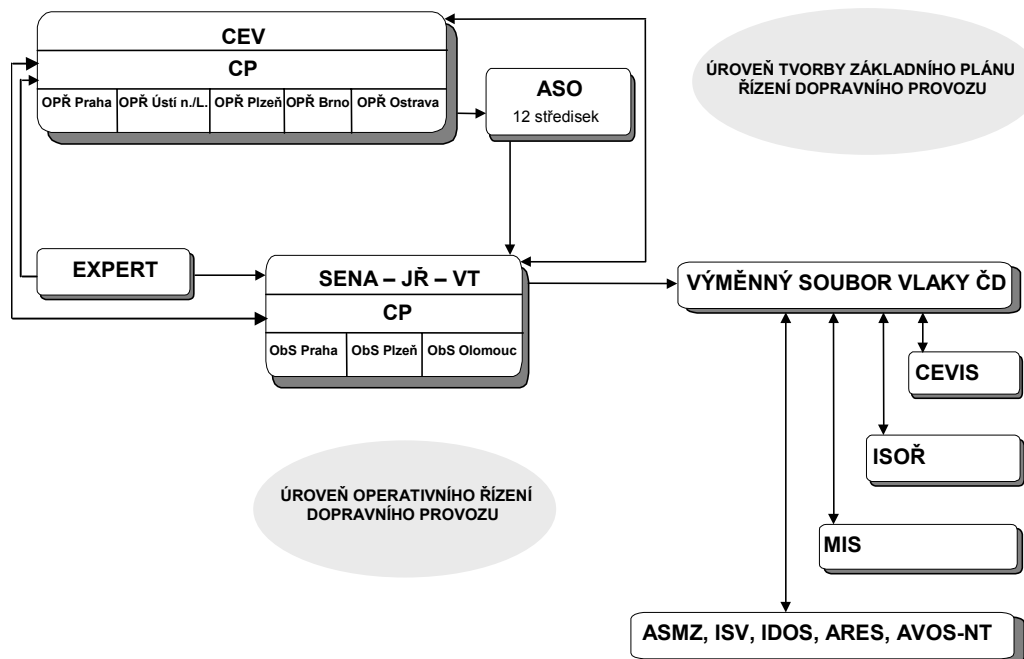 CEV
CP
OPŘ Praha
OPŘ Ústí n./L.
OPŘ Plzeň
OPŘ Brno
OPŘ Ostrava
ASO
12 středisek
ÚROVEŇ TVORBY ZÁKLADNÍHO PLÁNU
ŘÍZENÍ DOPRAVNÍHO PROVOZU
EXPERT
SENA – JŘ – VT
CP
ObS Praha
ObS Plzeň
ObS Olomouc
VÝMĚNNÝ SOUBOR VLAKY ČD
CEVIS
ISOŘ
MIS
ASMZ, ISV, IDOS, ARES, AVOS-NT
ÚROVEŇ OPERATIVNÍHO ŘÍZENÍ
DOPRAVNÍHO PROVOZU